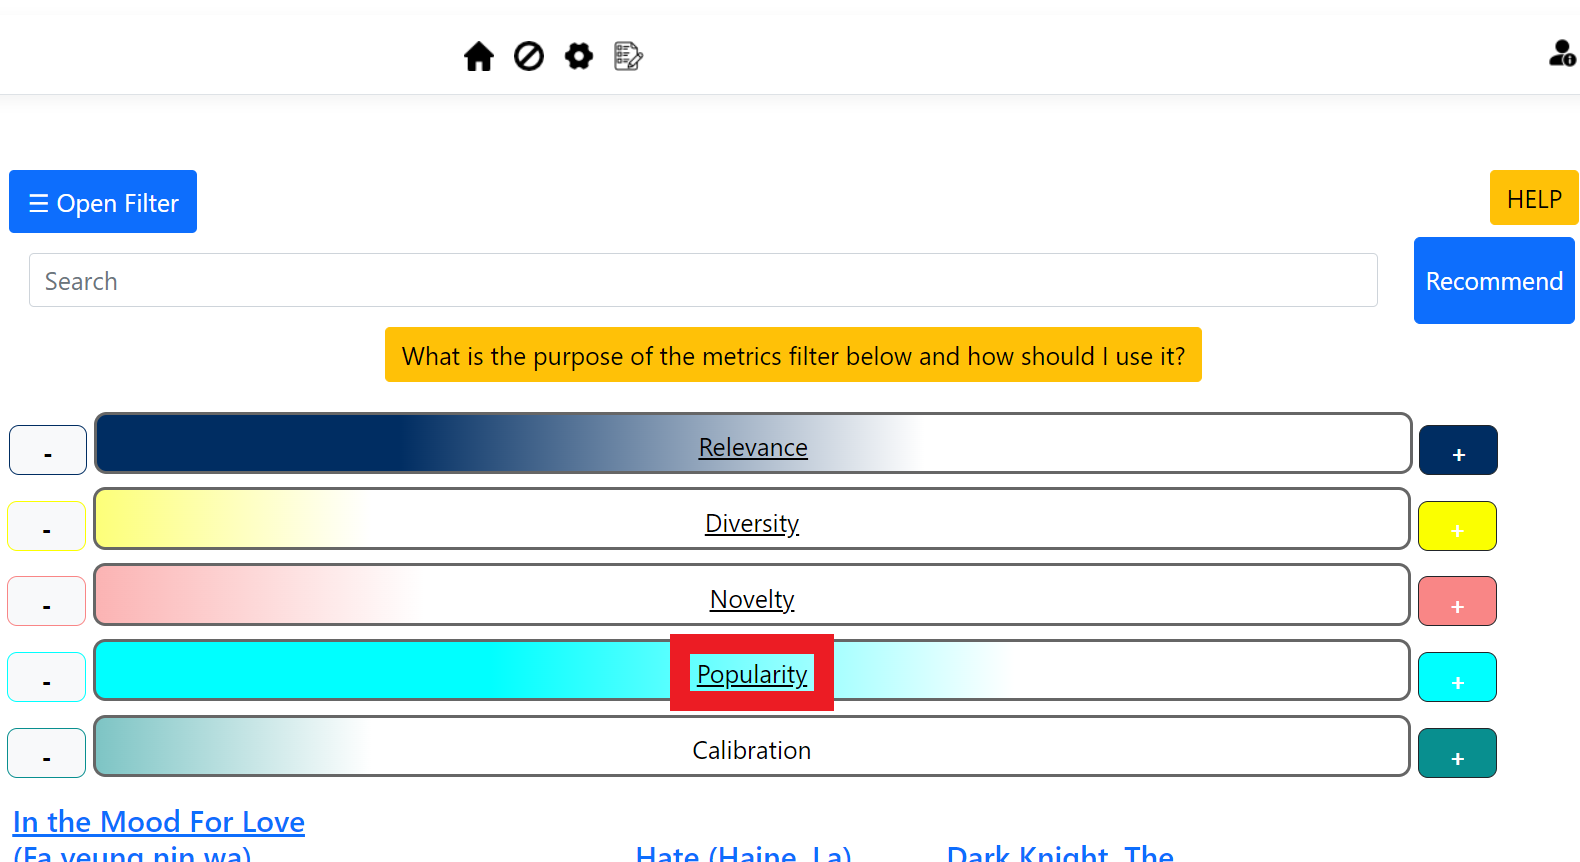 ☰ Open Filter
HELP
Search
Recommend
What is the purpose of the metrics filter below and how should I use it?
- Relevance +
- Diversity +
- Novelty +
- Popularity +
- Calibration +
In the Mood For Love
(Fa yeung nin wa)
Hate (Haine, La)
Dark Knight, The